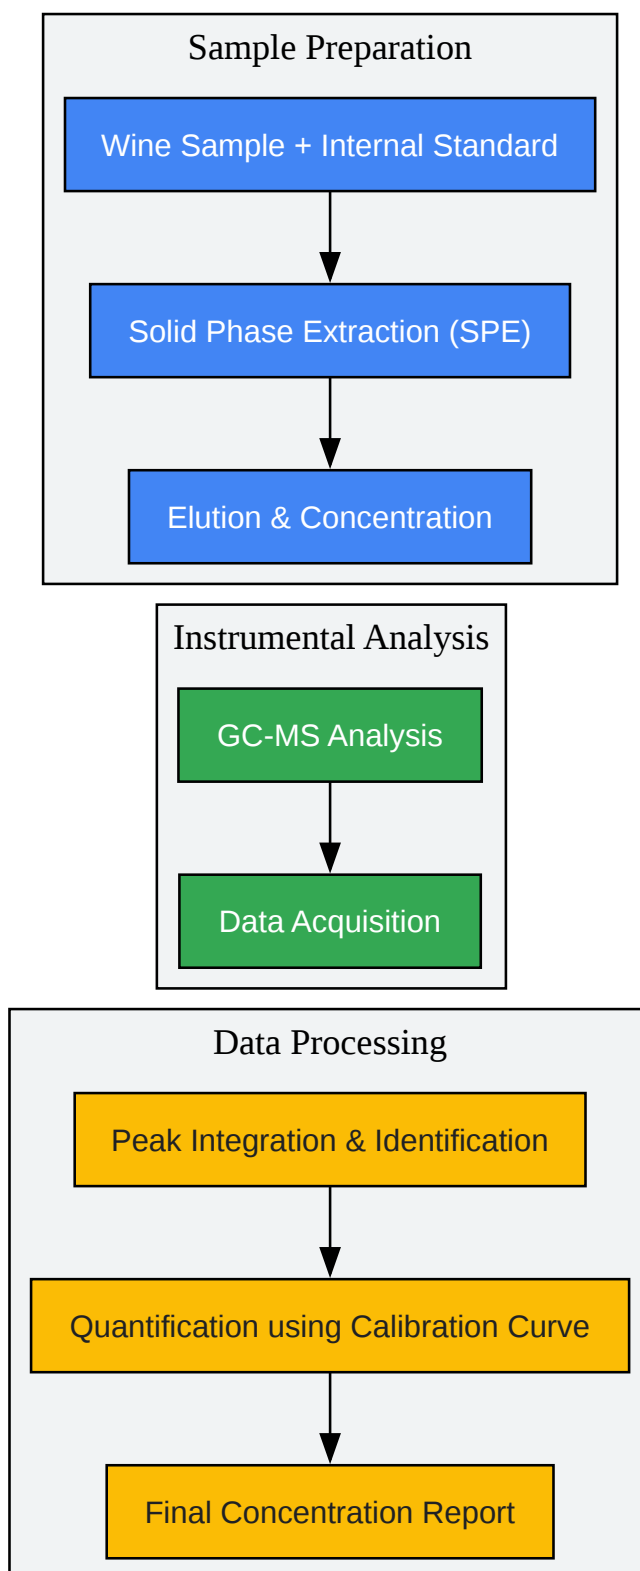 Sample Preparation
Wine Sample + Internal Standard
Solid Phase Extraction (SPE)
Elution & Concentration
Instrumental Analysis
GC-MS Analysis
Data Acquisition
Data Processing
Peak Integration & Identification
Quantification using Calibration Curve
Final Concentration Report